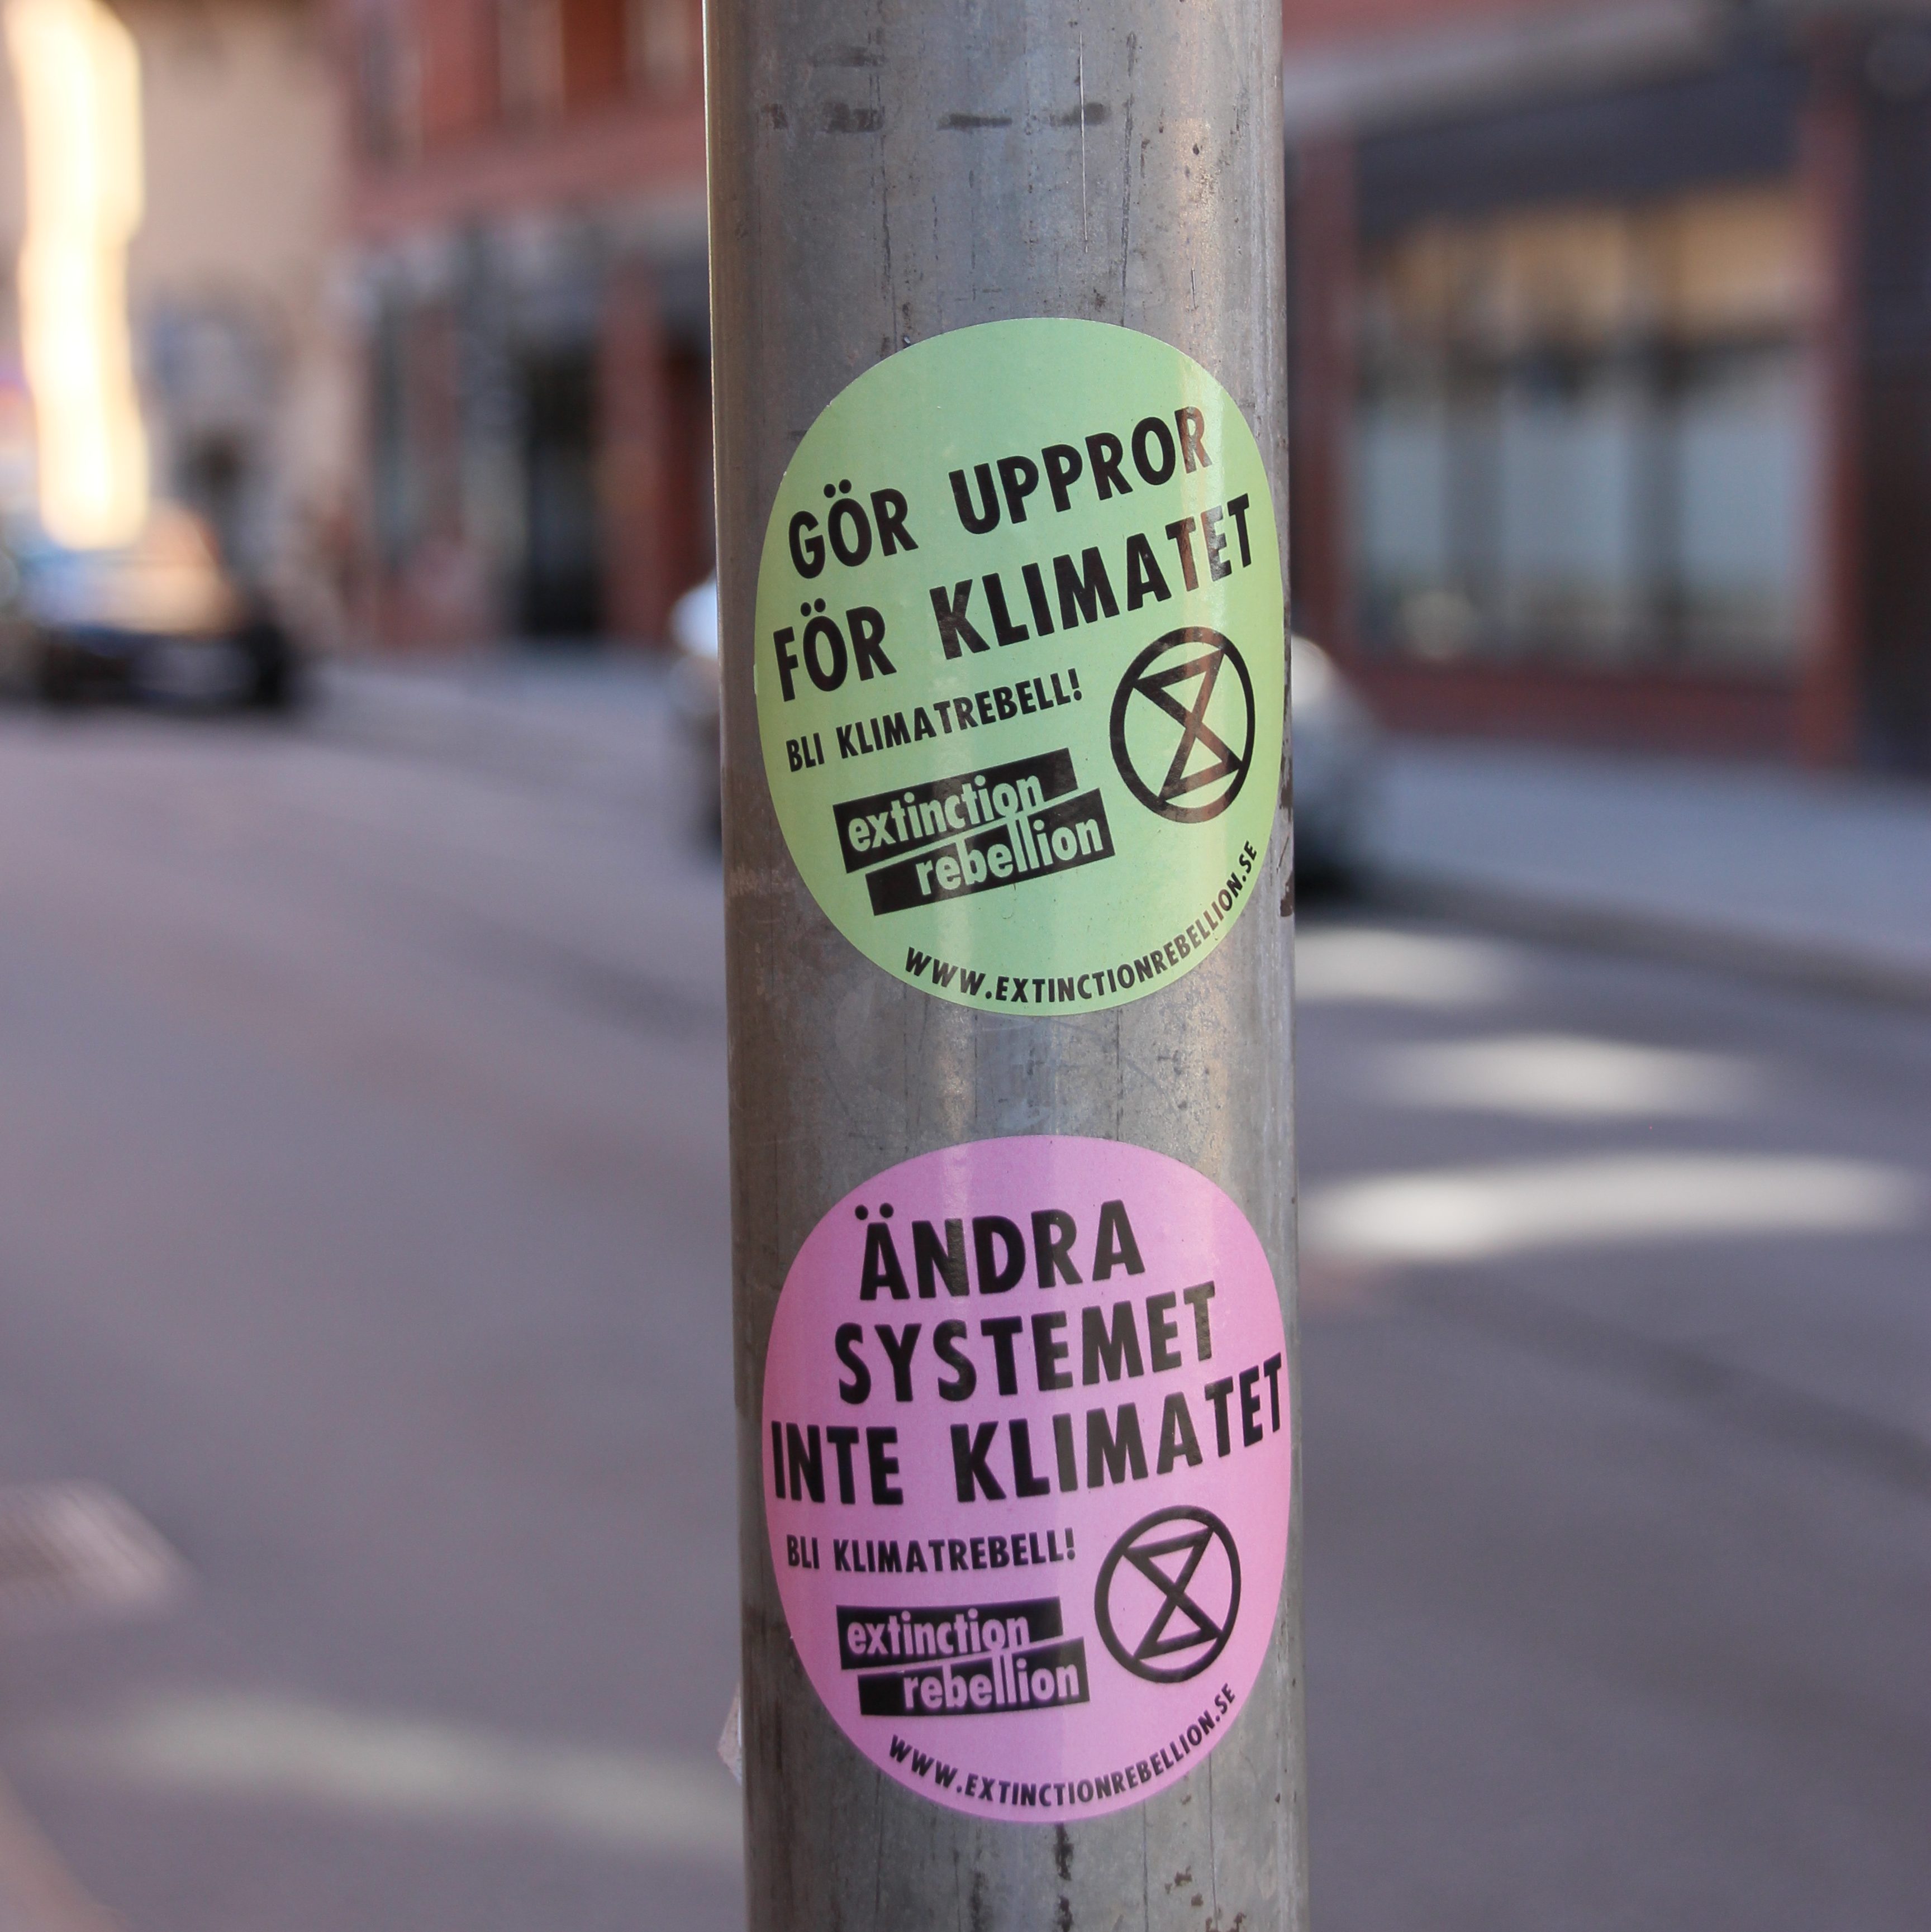 GÖR UPPROR
FÖR KLIMATET
BLI KLIMATREBELL!
extinction
rebellion
WWW.EXTINCTIONREBELLION.SE
ÄNDRA
SYSTEMET
INTE KLIMATET
BLI KLIMATREBELL!
extinction
rebellion
WWW.EXTINCTIONREBELLION.SE